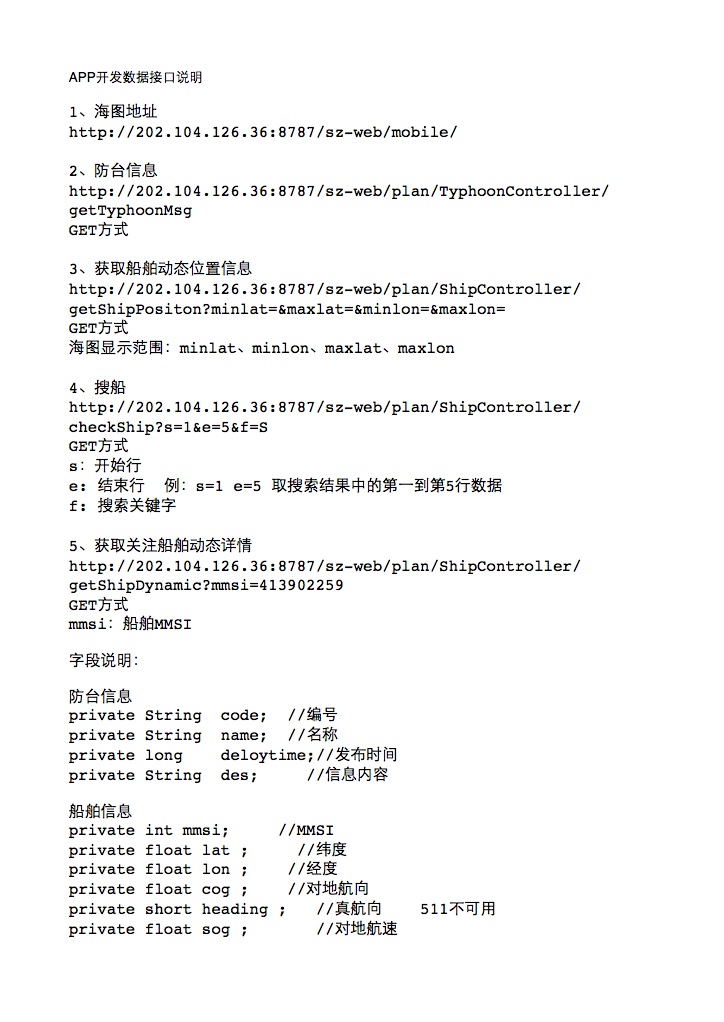 APP开发数据接口说明
1、海图地址
http://202.104.126.36:8787/sz-web/mobile/
2、防台信息
http://202.104.126.36:8787/sz-web/plan/TyphoonController/
getTyphoonMsg
GET方式
3、获取船舶动态位置信息
http://202.104.126.36:8787/sz-web/plan/ShipController/
getShipPositon?minlat=&maxlat=&minlon=&maxlon=
GET方式
海图显示范围：minlat、minlon、maxlat、maxlon
4、搜船
http://202.104.126.36:8787/sz-web/plan/ShipController/
checkShip?s=1&e=5&f=S
GET方式
s：开始行
e: 结束行  例：s=1 e=5 取搜索结果中的第一到第5行数据
f: 搜索关键字
5、获取关注船舶动态详情
http://202.104.126.36:8787/sz-web/plan/ShipController/
getShipDynamic?mmsi=413902259
GET方式
mmsi：船舶MMSI
字段说明：
防台信息
private String  code;  //编号
private String  name;  //名称
private long    deloytime;//发布时间
private String  des;     //信息内容
船舶信息
private int mmsi;     //MMSI
private float lat ;     //纬度
private float lon ;    //经度
private float cog ;    //对地航向
private short heading ;   //真航向    511不可用
private float sog ;       //对地航速